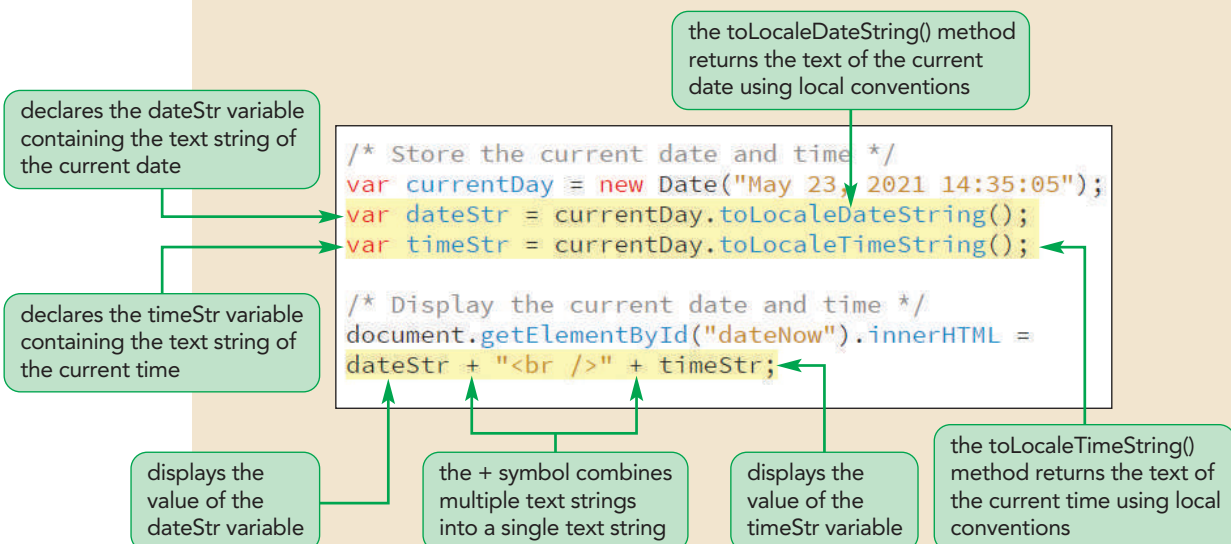 the toLocaleDateString() method
returns the text of the current
date using local conventions
declares the dateStr variable
containing the text string of
the current date
/* Store the current date and time */
var currentDay = new Date("May 23, 2021 14:35:05");
var dateStr = currentDay.toLocaleDateString();
var timeStr = currentDay.toLocaleTimeString();
declares the timeStr variable
containing the text string of
the current time
/* Display the current date and time */
document.getElementById("dateNow").innerHTML =
dateStr + "<br />" + timeStr;
displays the
value of the
dateStr variable
the + symbol combines
multiple text strings
into a single text string
displays the
value of the
timeStr variable
the toLocaleTimeString()
method returns the text of
the current time using local
conventions